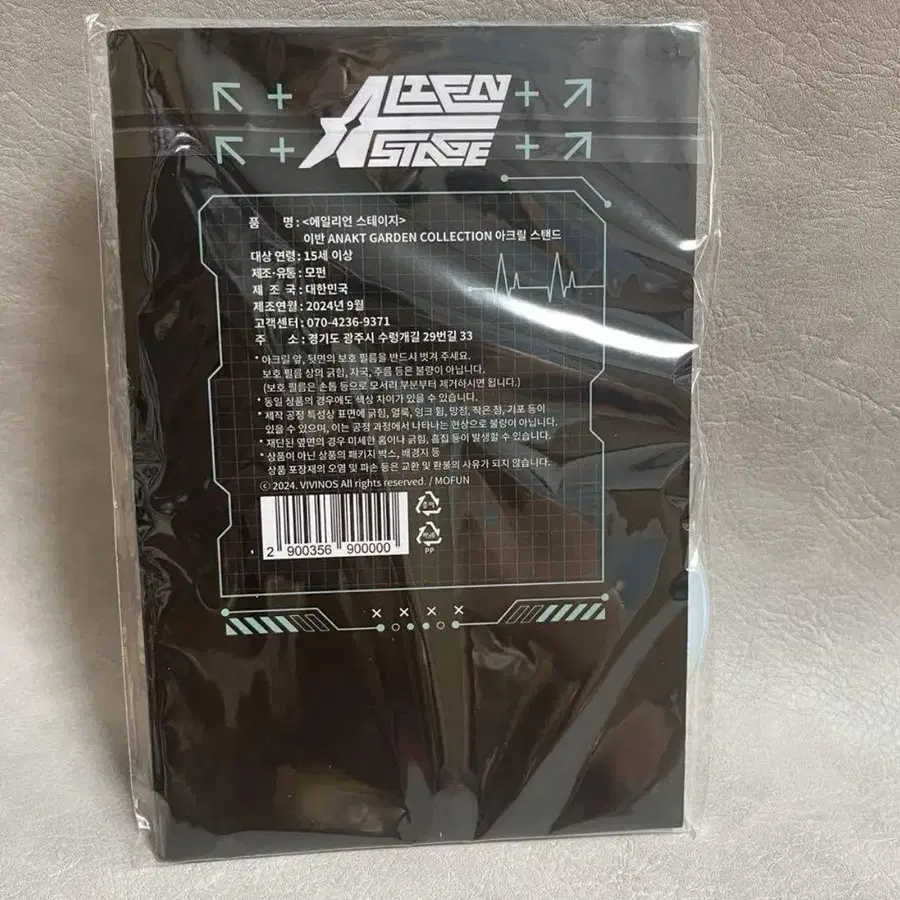 ALIEN
STAGE
품 명 : <에일리언 스테이지>
이반 ANAKT GARDEN COLLECTION 아크릴 스탠드
대상 연령 : 15세 이상
제조·유통 : 모펀
제 조 국 : 대한민국
제조연월 : 2024년 9월
고객센터 : 070-4236-9371
주 소 : 경기도 광주시 수렁개길 29번길 33
* 아크릴 앞, 뒷면의 보호 필름을 반드시 벗겨 주세요.
보호 필름 상의 긁힘, 자국, 주름 등은 불량이 아닙니다.
(보호 필름은 손톱 등으로 모서리 부분부터 제거하시면 됩니다.)
* 동일 상품의 경우에도 색상 차이가 있을 수 있습니다.
* 제작 공정 특성상 표면에 긁힘, 얼룩, 잉크 튐, 망점, 작은 점, 기포 등이
있을 수 있으며, 이는 공정 과정에서 나타나는 현상으로 불량이 아닙니다.
* 재단된 옆면의 경우 미세한 홈이나 긁힘, 흠집 등이 발생할 수 있습니다.
* 상품이 아닌 상품의 패키지 박스, 배경지 등
상품 포장재의 오염 및 파손 등은 교환 및 환불의 사유가 되지 않습니다.
ⓒ 2024. VIVINOS All rights reserved. / MOFUN
2 900356 900000
종이
비닐
PP